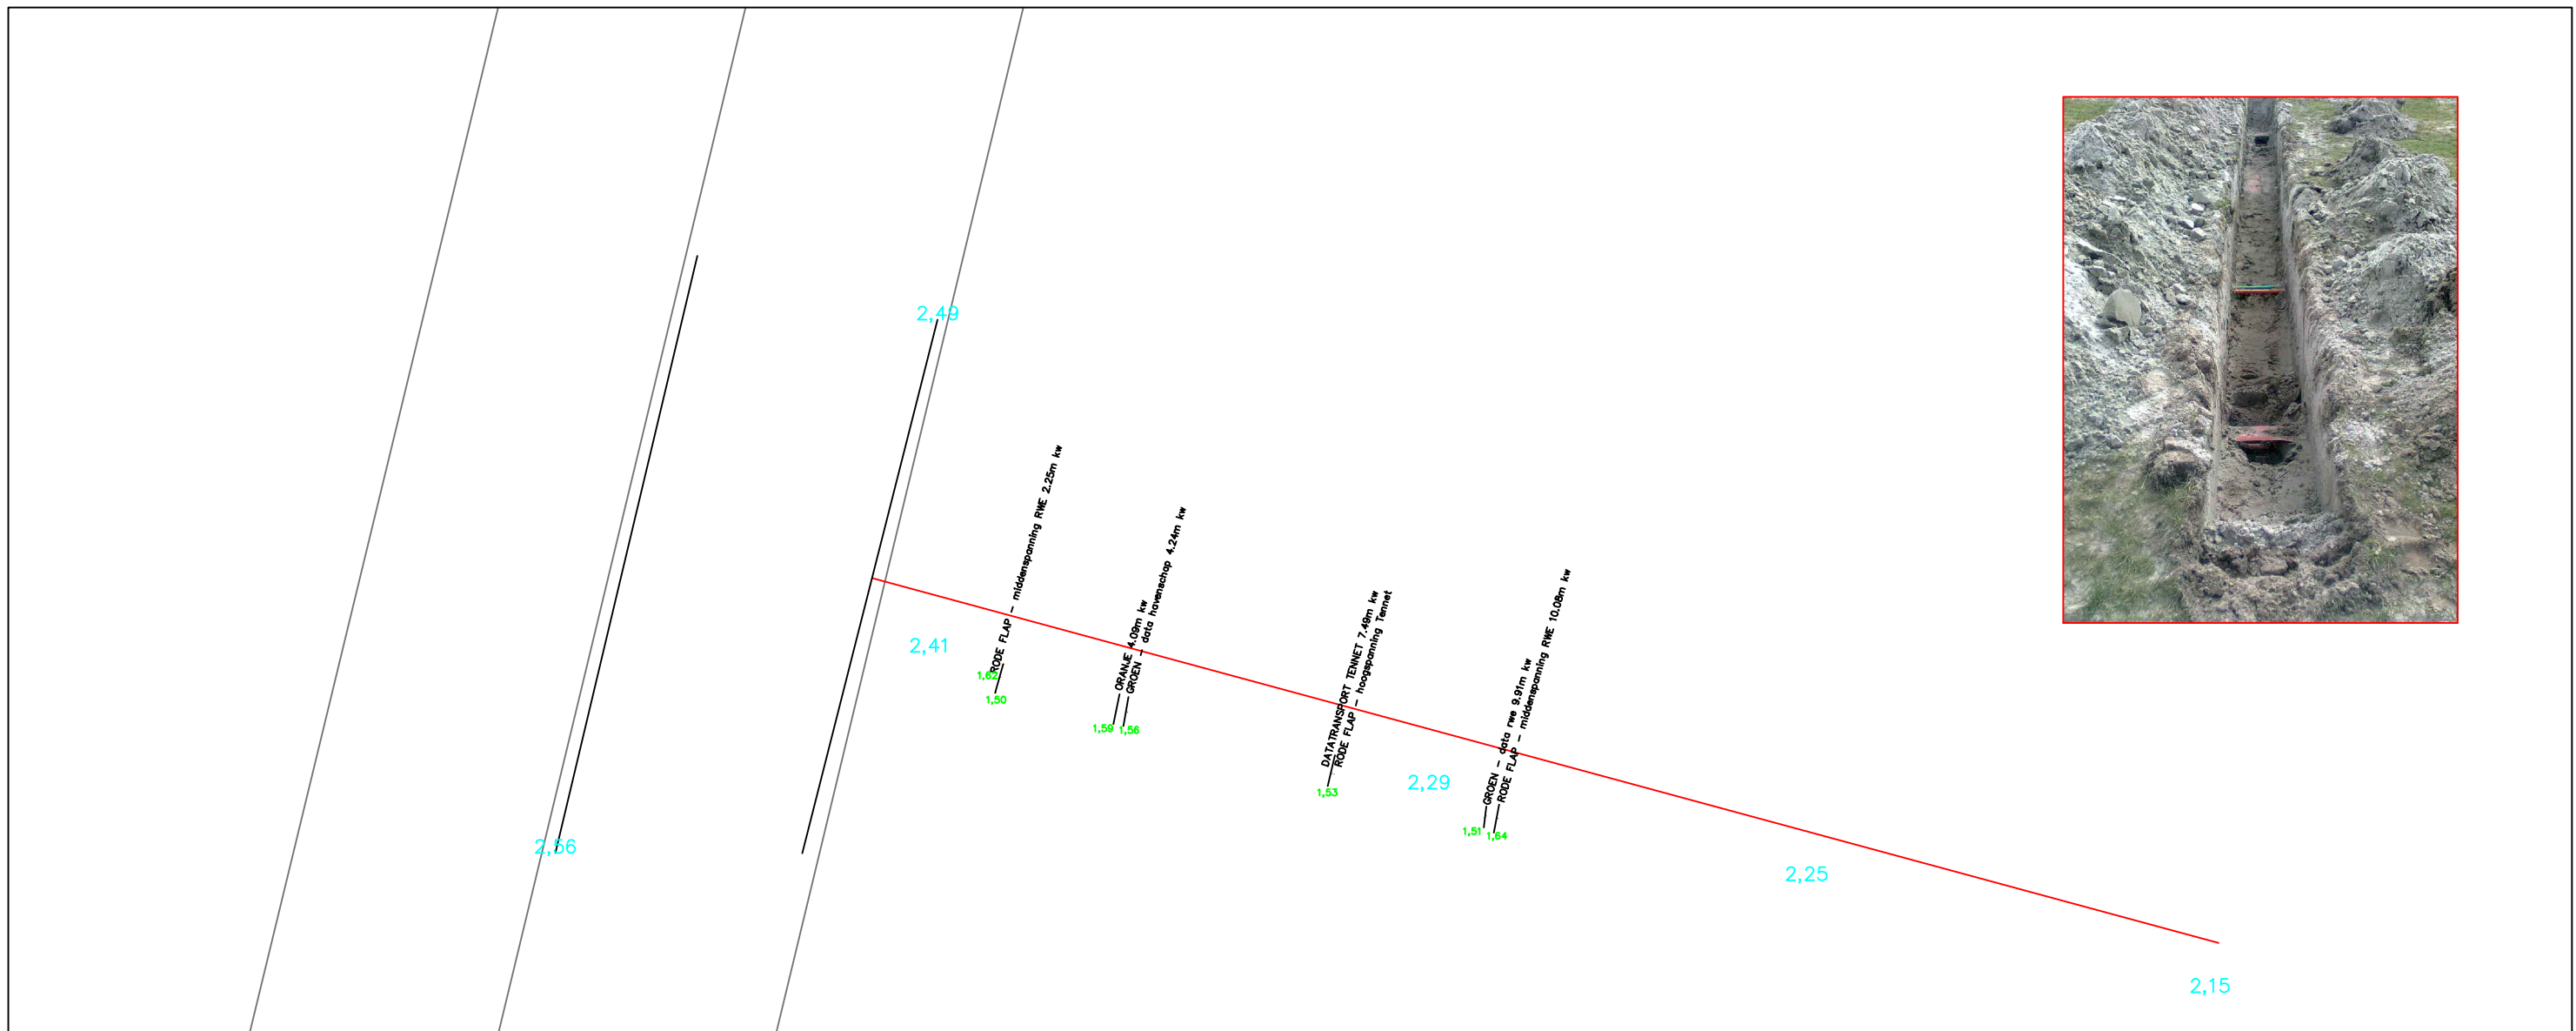 2,49
RODE FLAP - middenspanning RWE 2.25m kw
ORANJE 4.09m kw
GROEN - data havenschap 4.24m kw
DATATRANSPORT TENNET 7.49m kw
RODE FLAP - hoogspanning Tennet
GROEN - data rwe 9.91m kw
RODE FLAP - middenspanning RWE 10.08m kw
2,41
1,62
1,50
1,59
1,56
1,53
2,29
1,51
1,64
2,56
2,25
2,15